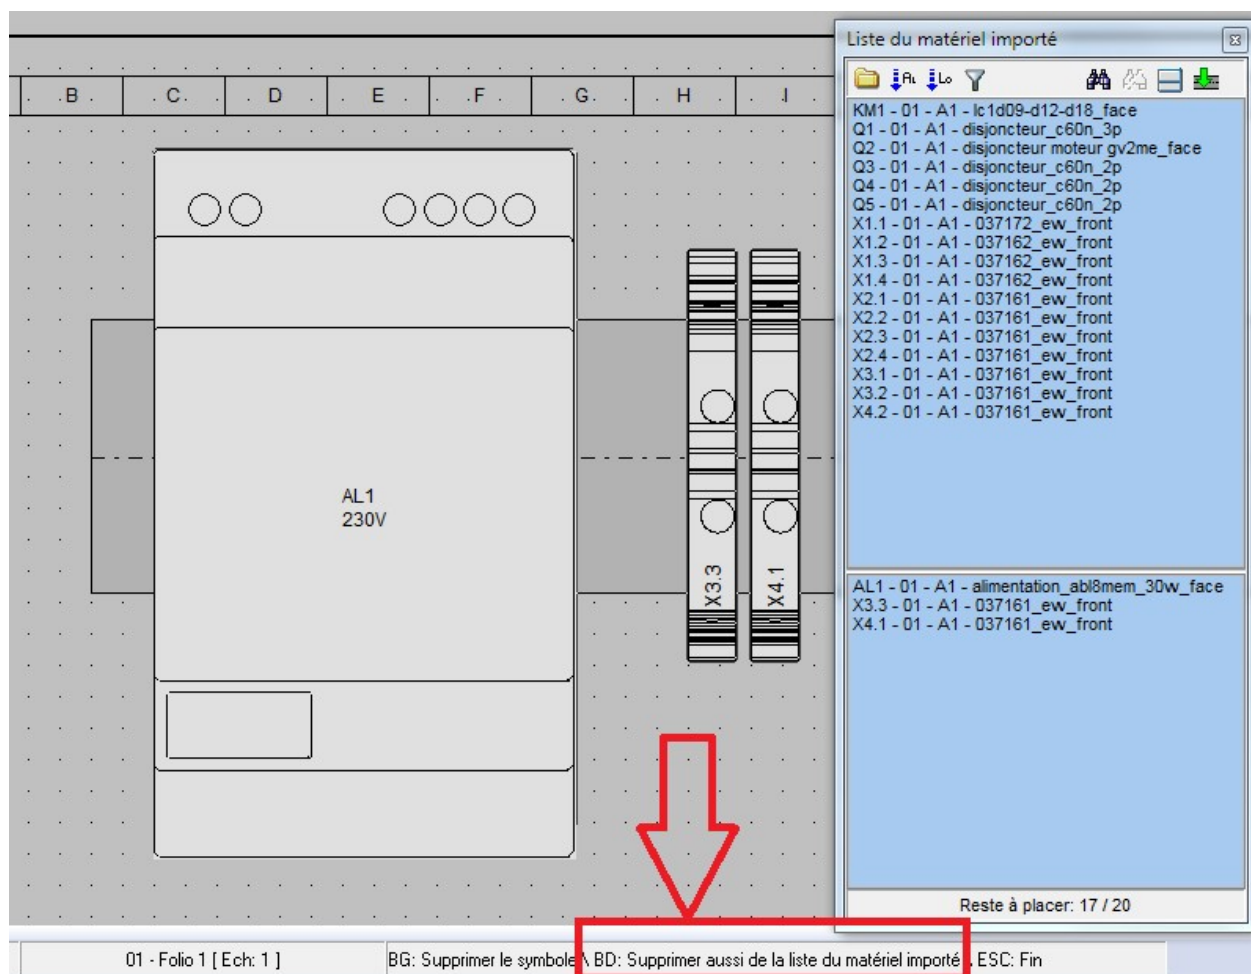 Liste du matériel importé
B C D E F G H I
KM1 - 01 - A1 - lc1d09-d12-d18_face
Q1 - 01 - A1 - disjoncteur_c60n_3p
Q2 - 01 - A1 - disjoncteur moteur gv2me_face
Q3 - 01 - A1 - disjoncteur_c60n_2p
Q4 - 01 - A1 - disjoncteur_c60n_2p
Q5 - 01 - A1 - disjoncteur_c60n_2p
X1.1 - 01 - A1 - 037172_ew_front
X1.2 - 01 - A1 - 037162_ew_front
X1.3 - 01 - A1 - 037162_ew_front
X1.4 - 01 - A1 - 037162_ew_front
X2.1 - 01 - A1 - 037161_ew_front
X2.2 - 01 - A1 - 037161_ew_front
X2.3 - 01 - A1 - 037161_ew_front
X2.4 - 01 - A1 - 037161_ew_front
X3.1 - 01 - A1 - 037161_ew_front
X3.2 - 01 - A1 - 037161_ew_front
X4.2 - 01 - A1 - 037161_ew_front
AL1
230V
X3.3
X4.1
AL1 - 01 - A1 - alimentation_abl8mem_30w_face
X3.3 - 01 - A1 - 037161_ew_front
X4.1 - 01 - A1 - 037161_ew_front
Reste à placer: 17 / 20
01 - Folio 1 [ Ech: 1 ]
BG: Supprimer le symbole \ BD: Supprimer aussi de la liste du matériel importé , ESC: Fin